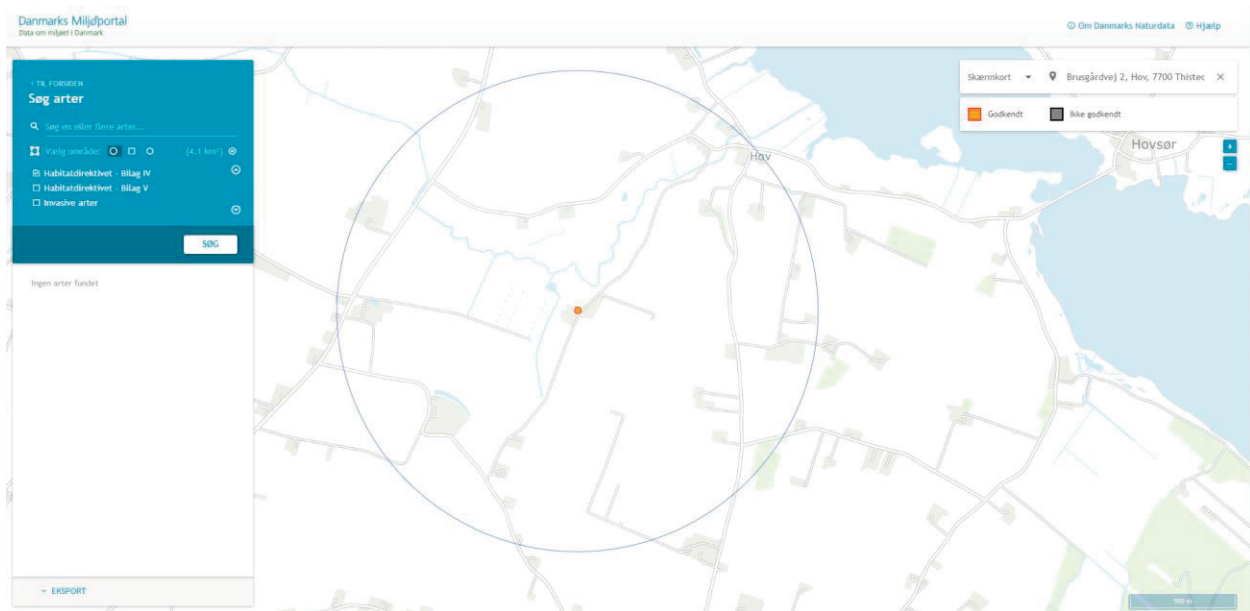 Danmarks Miljøportal
Data om miljøet i Danmark
Om Danmarks Naturdata
Hjælp
‹ TIL FORSIDEN
Søg arter
Søg en eller flere arter...
Vælg område:
(4.1 km²)
Habitatdirektivet - Bilag IV
Habitatdirektivet - Bilag V
Invasive arter
SØG
Ingen arter fundet
EKSPORT
Skærmkort
Brusgårdvej 2, Hov, 7700 Thisted
Godkendt
Ikke godkendt
Hov
Hovsør
+
-
500 m